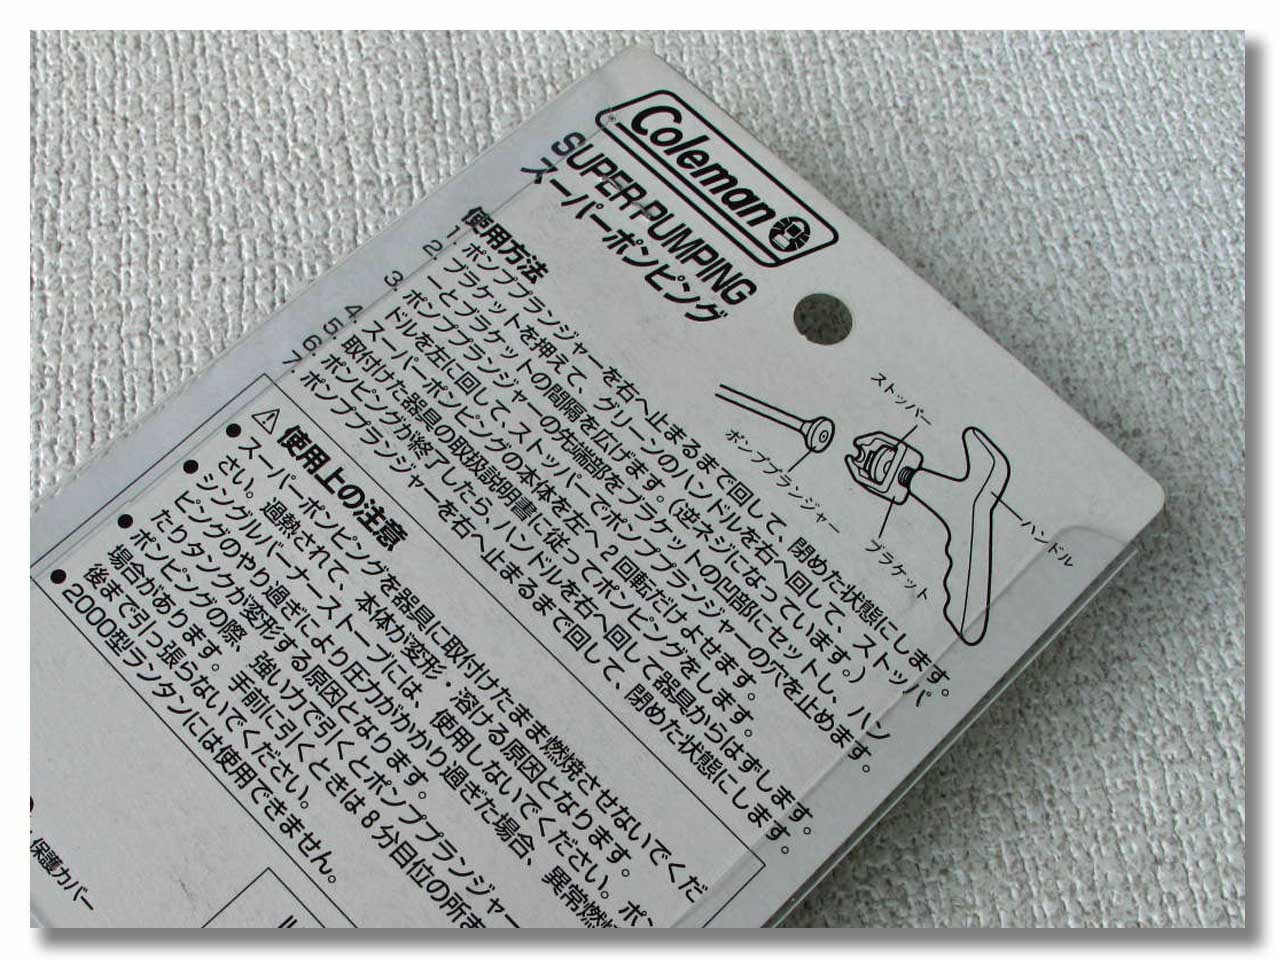 Coleman
SUPER PUMPING
スーパーポンピング
ストッパー
ポンププランジャー
ブラケット
ハンドル
使用方法
1. ポンププランジャーを右へ止まるまで回して、閉めた状態にします。
2. ブラケットを押えて、グリーンのハンドルを右へ回して、ストッパ
ーとブラケットの間隔を広げます。(逆ネジになっています。)
3. ポンププランジャーの先端部をブラケットの凹部にセットし、ハン
ドルを左に回して、ストッパーでポンププランジャーの穴を止めます。
4. スーパーポンピングの本体を左へ2回転だけよせます。
5. 取付けた器具の取扱説明書に従ってポンピングをします。
6. ポンピングが終了したら、ハンドルを右へ回して器具からはずします。
7. ポンププランジャーを右へ止まるまで回して、閉めた状態にします。
⚠ 使用上の注意
● スーパーポンピングを器具に取付けたまま燃焼させないでくだ
さい。過熱されて、本体が変形・溶ける原因となります。
● シングルバーナーストーブには、使用しないでください。ポン
ピングのやり過ぎにより圧力がかかり過ぎた場合、異常燃焼
たりタンクが変形する原因となります。
● ポンピングの際、強い力で引くとポンププランジャー
場合があります。手前に引くときは8分目位の所ま
後まで引っ張らないでください。
● 2000型ランタンには使用できません。
保護カバー